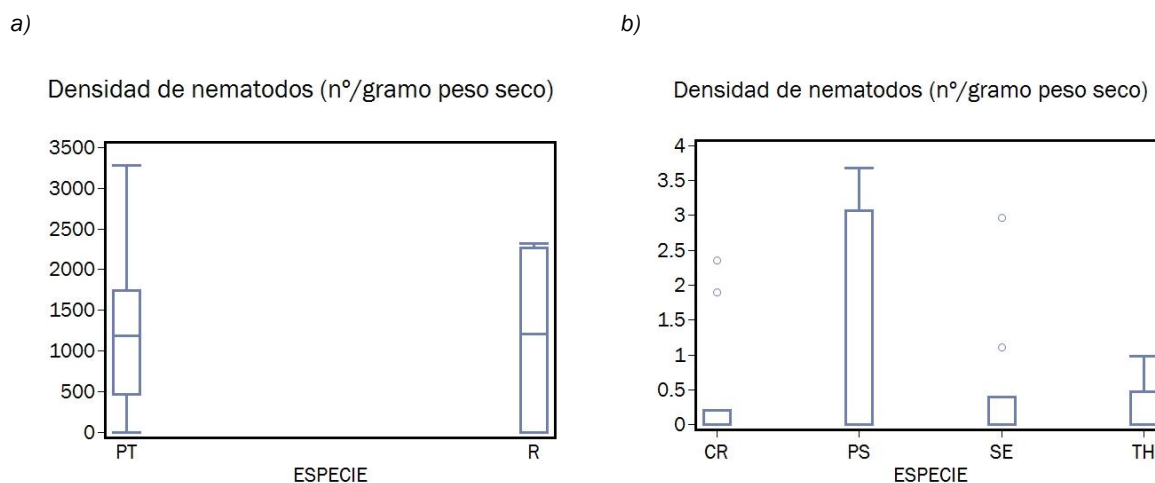 a)
Densidad de nematodos (nº/gramo peso seco)
3500
3000
2500
2000
1500
1000
500
0
PT R
ESPECIE
b)
Densidad de nematodos (nº/gramo peso seco)
4
3.5
3
2.5
2
1.5
1
0.5
0
CR PS SE TH
ESPECIE